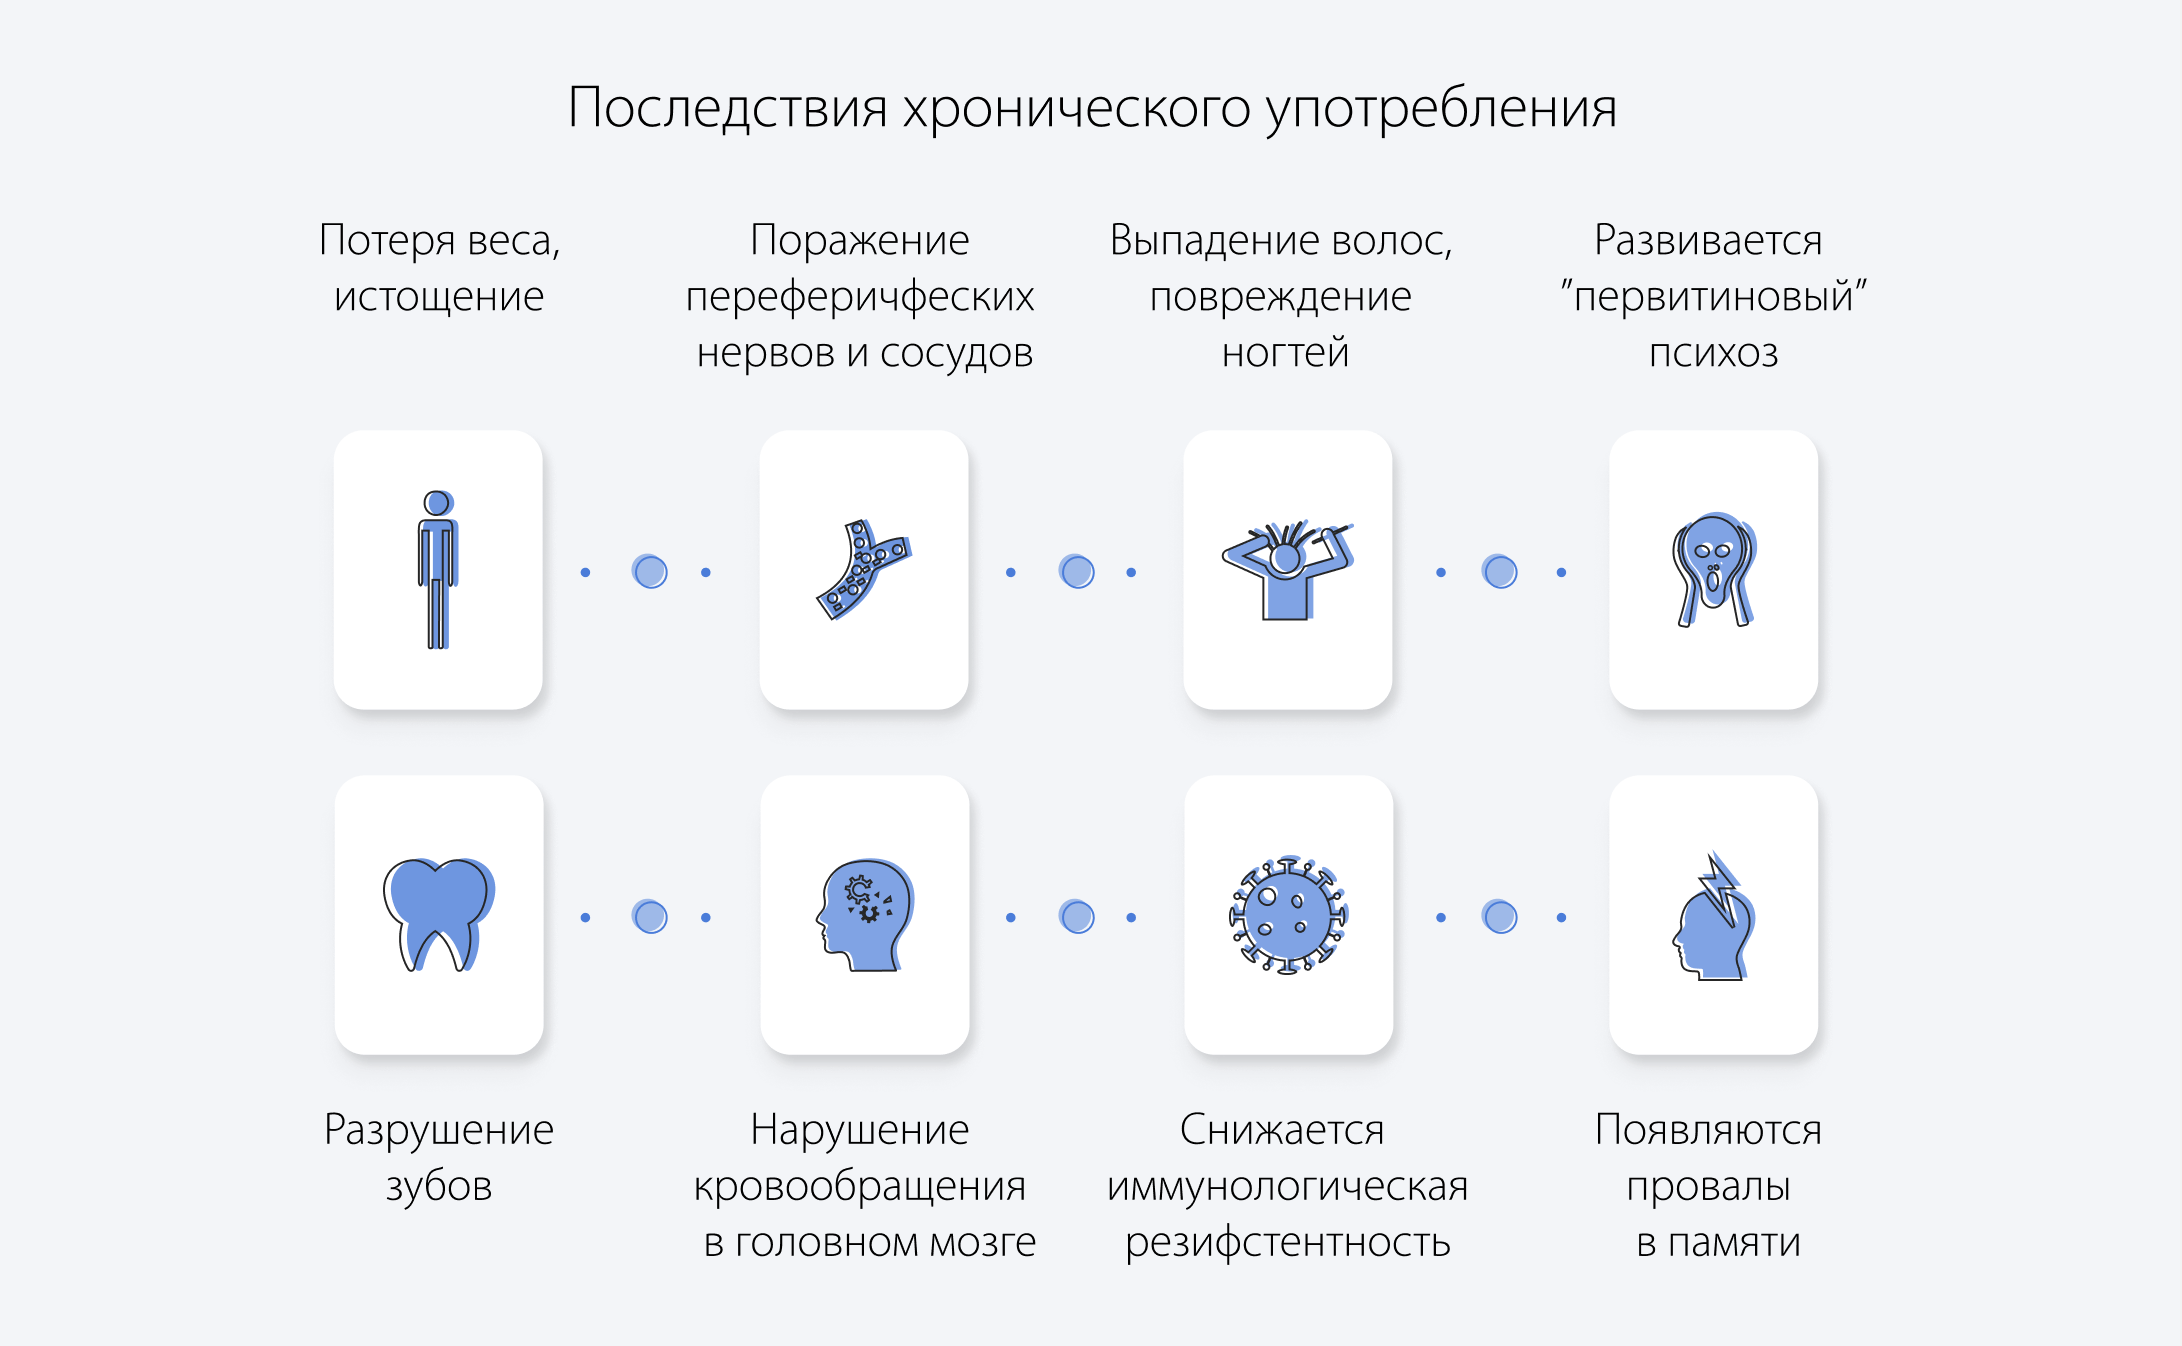 Последствия хронического употребления
Потеря веса,
истощение
Поражение
переферичфеских
нервов и сосудов
Выпадение волос,
повреждение
ногтей
Развивается
"первитиновый"
психоз
Разрушение
зубов
Нарушение
кровообращения
в головном мозге
Снижается
иммунологическая
резифстентность
Появляются
провалы
в памяти